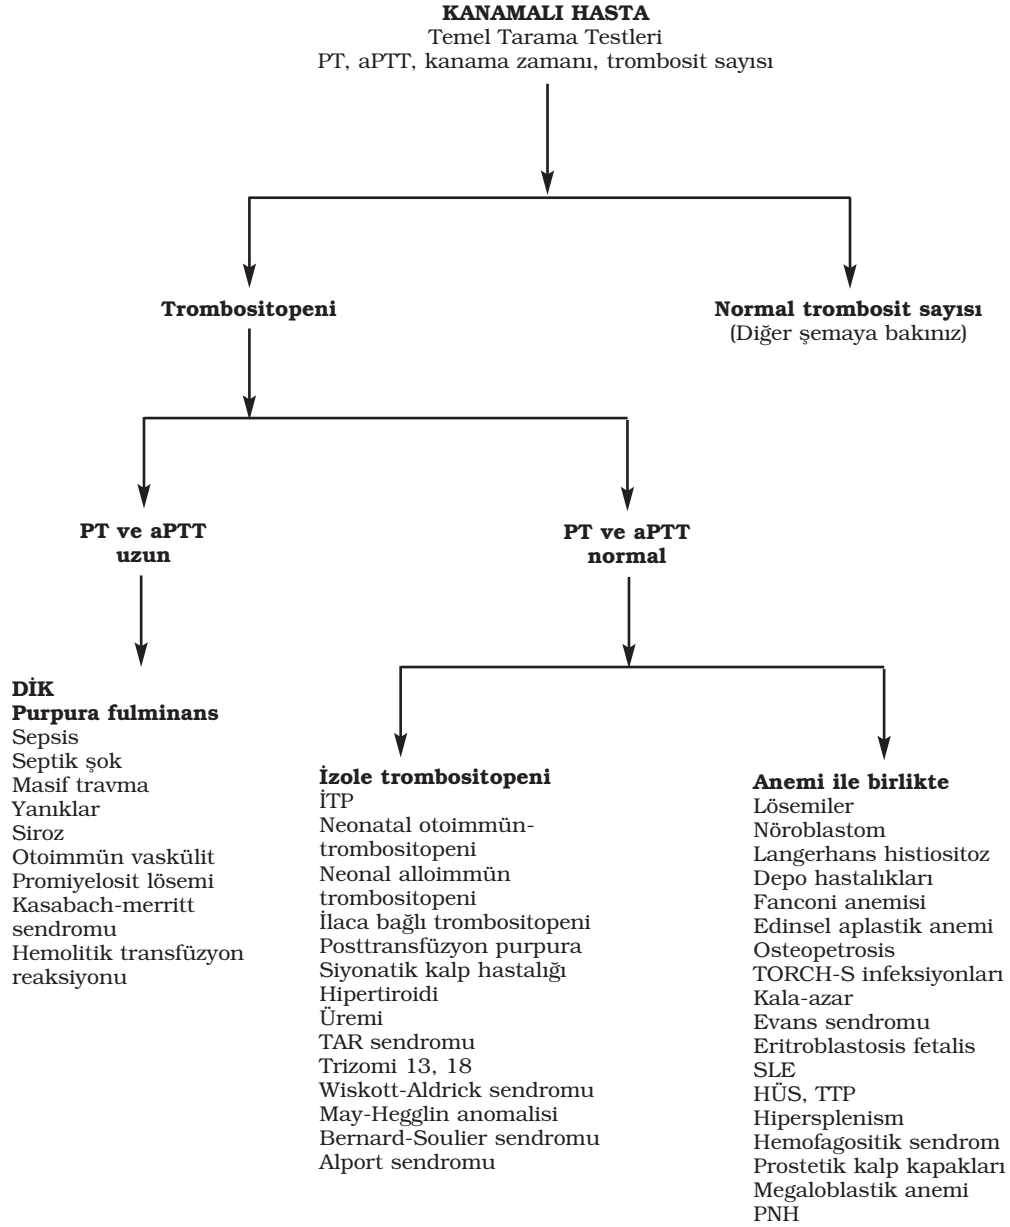 KANAMALI HASTA
Temel Tarama Testleri
PT, aPTT, kanama zamanı, trombosit sayısı
Trombositopeni
Normal trombosit sayısı
(Diğer şemaya bakınız)
PT ve aPTT
uzun
PT ve aPTT
normal
DİK
Purpura fulminans
Sepsis
Septik şok
Masif travma
Yanıklar
Siroz
Otoimmün vaskülit
Promiyelosit lösemi
Kasabach-merritt
sendromu
Hemolitik transfüzyon
reaksiyonu
İzole trombositopeni
İTP
Neonatal otoimmün-
trombositopeni
Neonal alloimmün
trombositopeni
İlaca bağlı trombositopeni
Posttransfüzyon purpura
Siyonatik kalp hastalığı
Hipertiroidi
Üremi
TAR sendromu
Trizomi 13, 18
Wiskott-Aldrick sendromu
May-Hegglin anomalisi
Bernard-Soulier sendromu
Alport sendromu
Anemi ile birlikte
Lösemiler
Nöroblastom
Langerhans histiositoz
Depo hastalıkları
Fanconi anemisi
Edinsel aplastik anemi
Osteopetrosis
TORCH-S infeksiyonları
Kala-azar
Evans sendromu
Eritroblastosis fetalis
SLE
HÜS, TTP
Hipersplenism
Hemofagositik sendrom
Prostetik kalp kapakları
Megaloblastik anemi
PNH